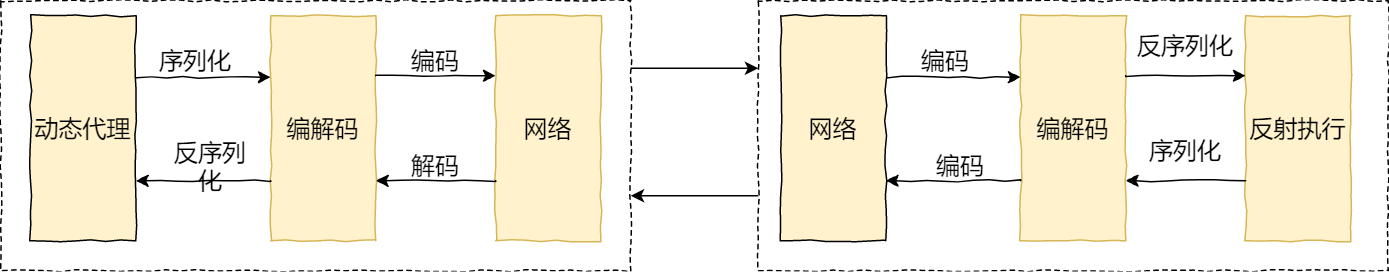 序列化
编码
编码
反序列化
动态代理
编解码
网络
网络
编解码
反射执行
反序列
化
解码
编码
序列化